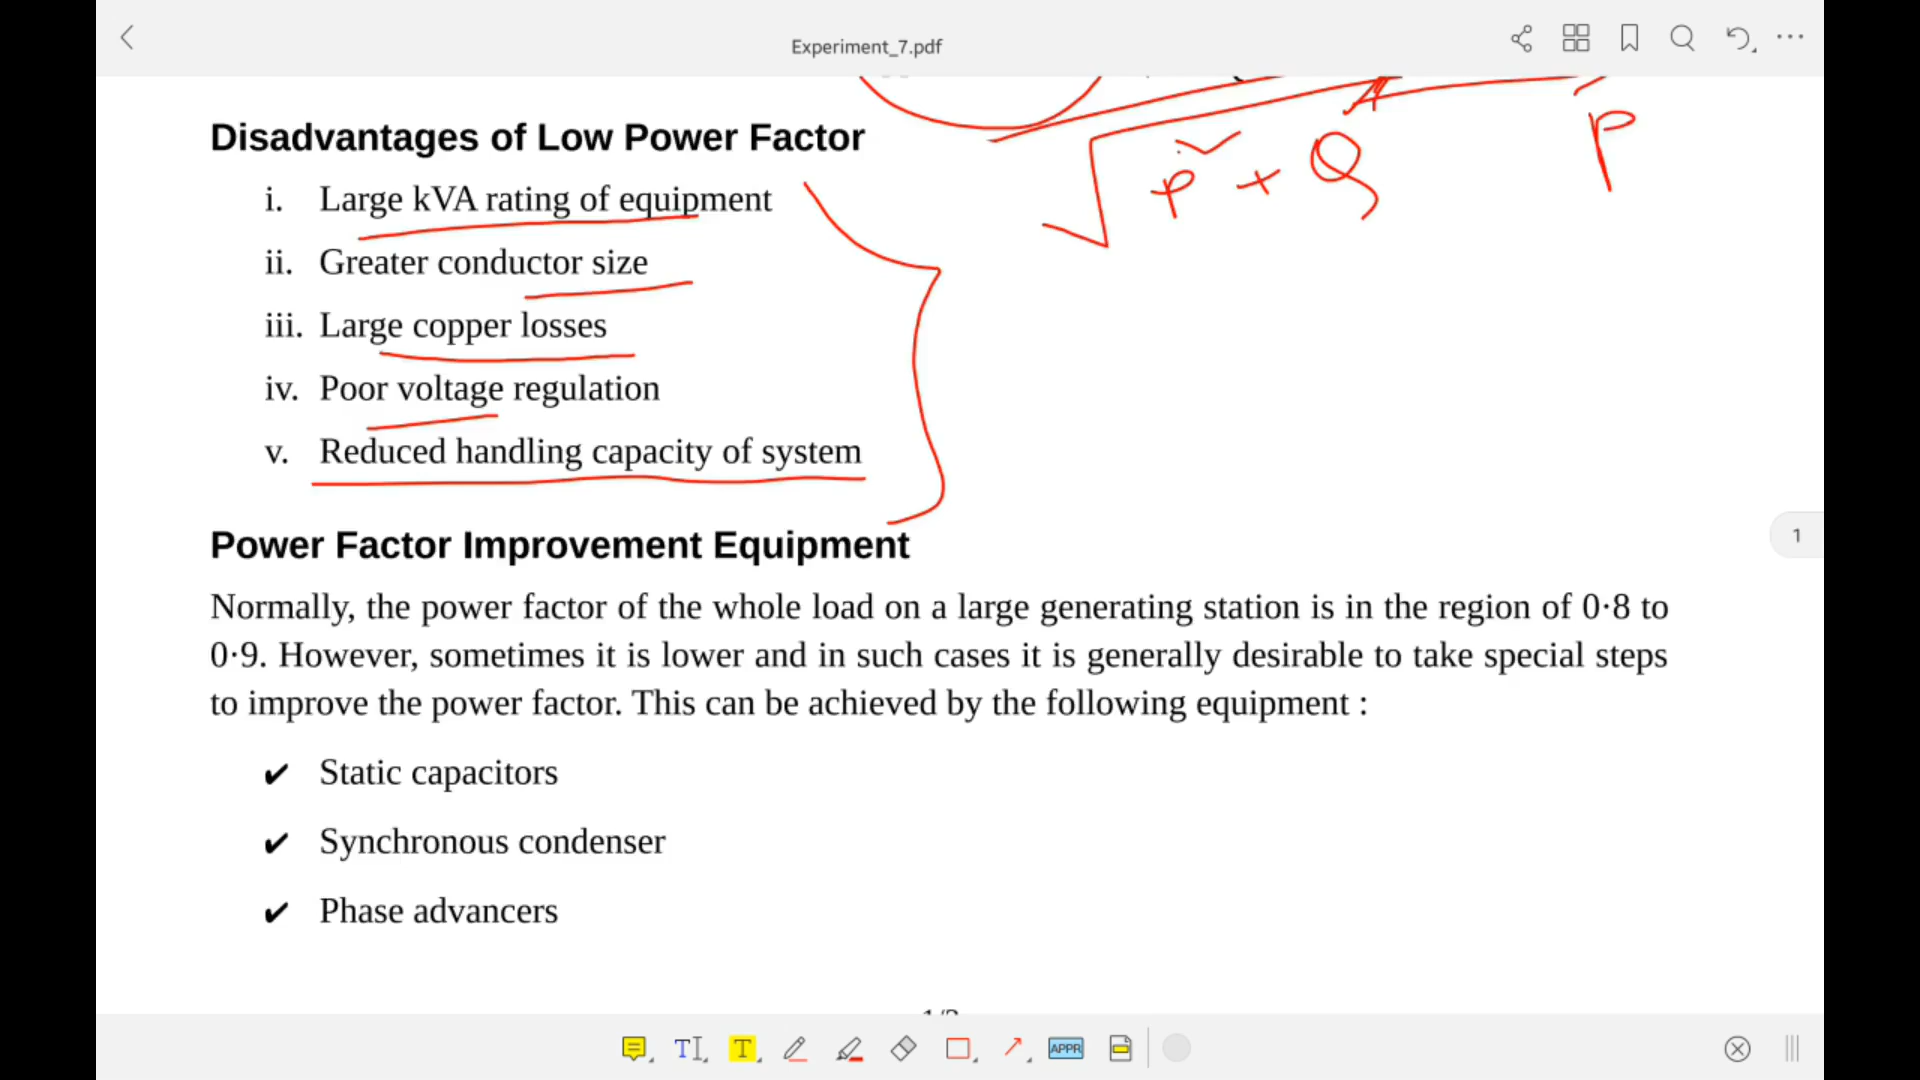 Experiment_7.pdf
P
√ P + Q
Disadvantages of Low Power Factor
i. Large kVA rating of equipment
ii. Greater conductor size
iii. Large copper losses
iv. Poor voltage regulation
v. Reduced handling capacity of system
Power Factor Improvement Equipment
1
Normally, the power factor of the whole load on a large generating station is in the region of 0·8 to
0·9. However, sometimes it is lower and in such cases it is generally desirable to take special steps
to improve the power factor. This can be achieved by the following equipment :
✔ Static capacitors
✔ Synchronous condenser
✔ Phase advancers
T
T
APPR